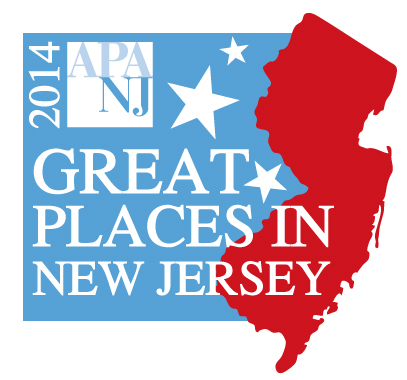 2014
APA
NJ
GREAT
PLACES IN
NEW JERSEY